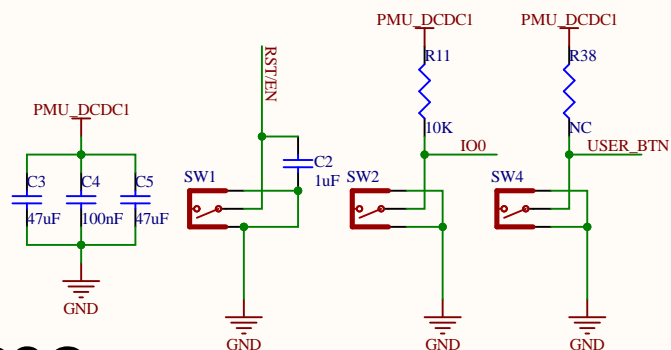 PMU_DCDC1
PMU_DCDC1
RST/EN
R11
R38
PMU_DCDC1
10K
NC
IO0
USER_BTN
C3
C4
C5
SW1
C2
1uF
SW2
SW4
47uF
100nF
47uF
GND
GND
GND
GND